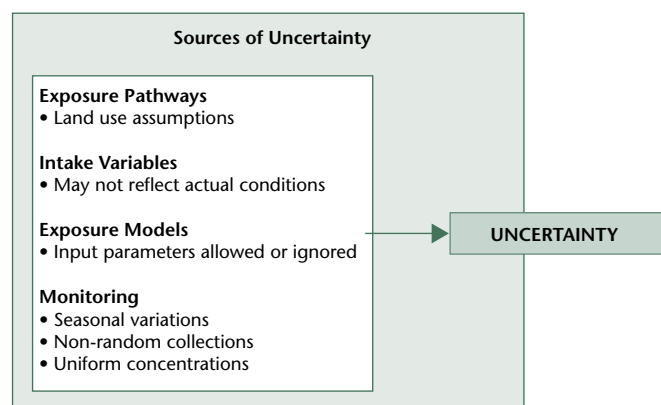 Sources of Uncertainty
Exposure Pathways
• Land use assumptions
Intake Variables
• May not reflect actual conditions
Exposure Models
• Input parameters allowed or ignored
Monitoring
• Seasonal variations
• Non-random collections
• Uniform concentrations
UNCERTAINTY